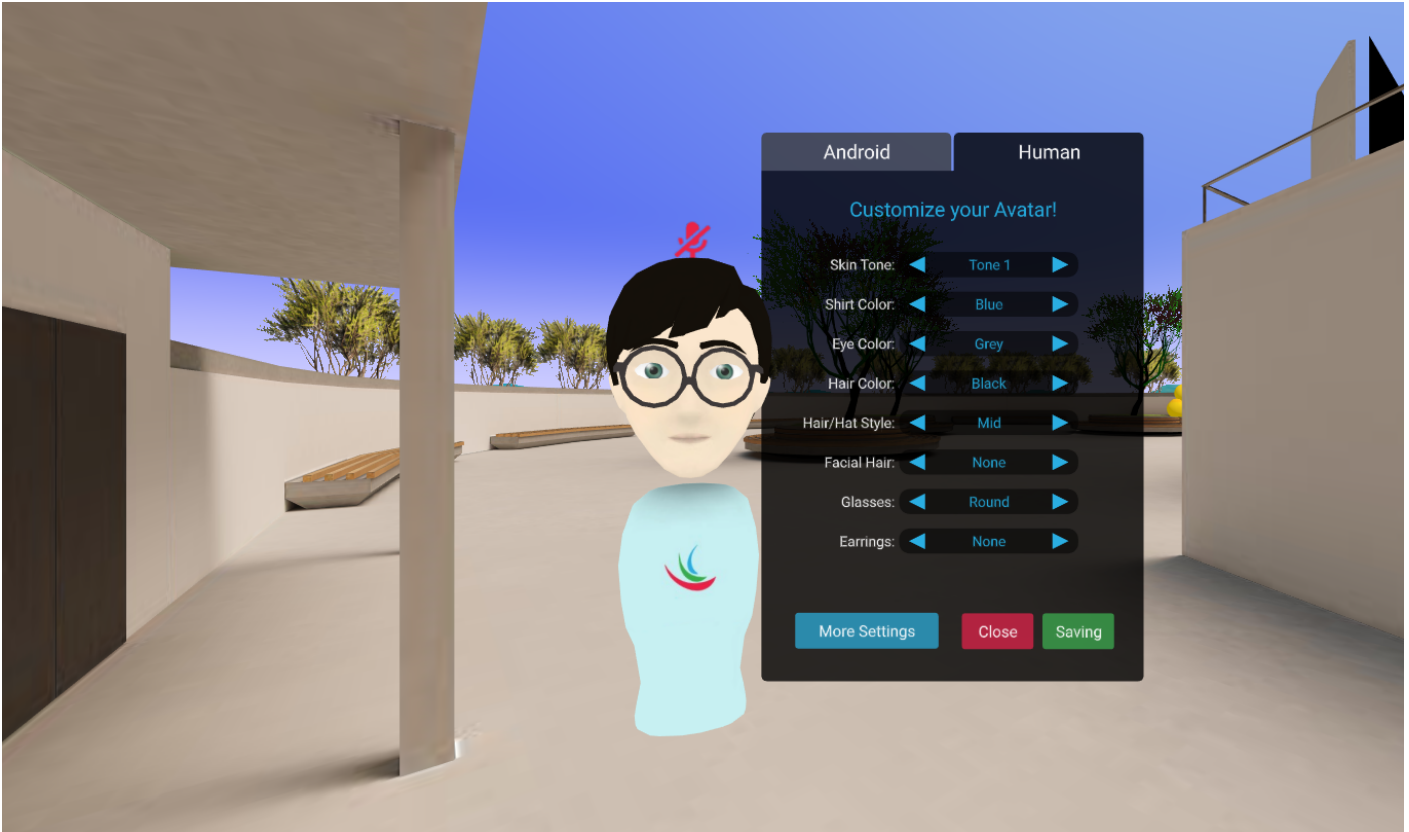 Android
Human
Customize your Avatar!
Skin Tone: Tone 1
Shirt Color: Blue
Eye Color: Grey
Hair Color: Black
Hair/Hat Style: Mid
Facial Hair: None
Glasses: Round
Earrings: None
More Settings
Close
Saving